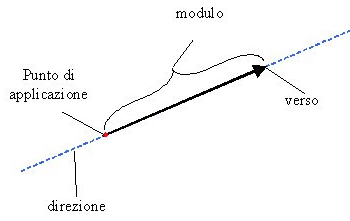 modulo
Punto di
applicazione
verso
direzione